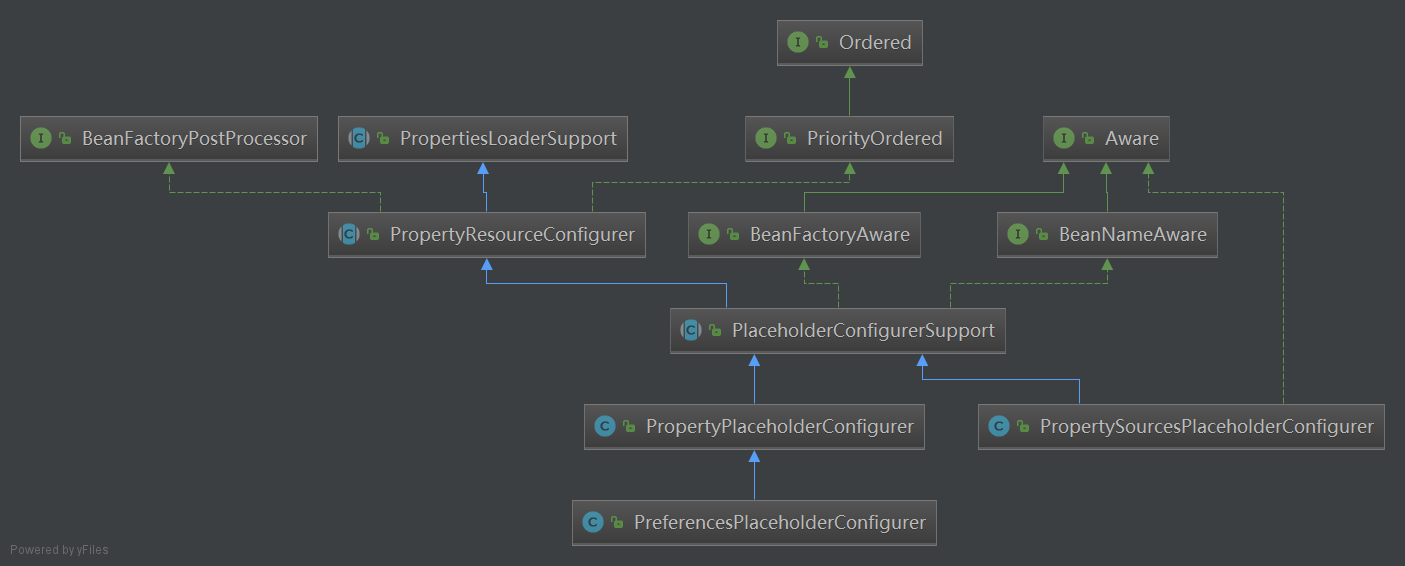 Ordered
BeanFactoryPostProcessor
PropertiesLoaderSupport
PriorityOrdered
Aware
PropertyResourceConfigurer
BeanFactoryAware
BeanNameAware
PlaceholderConfigurerSupport
PropertyPlaceholderConfigurer
PropertySourcesPlaceholderConfigurer
PreferencesPlaceholderConfigurer
Powered by yFiles